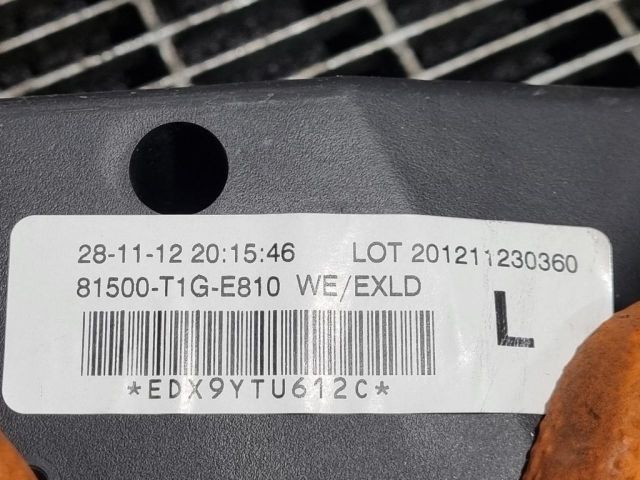 28-11-12 20:15:46 LOT 201211230360
81500-T1G-E810 WE/EXLD
L
*EDX9YTU612C*